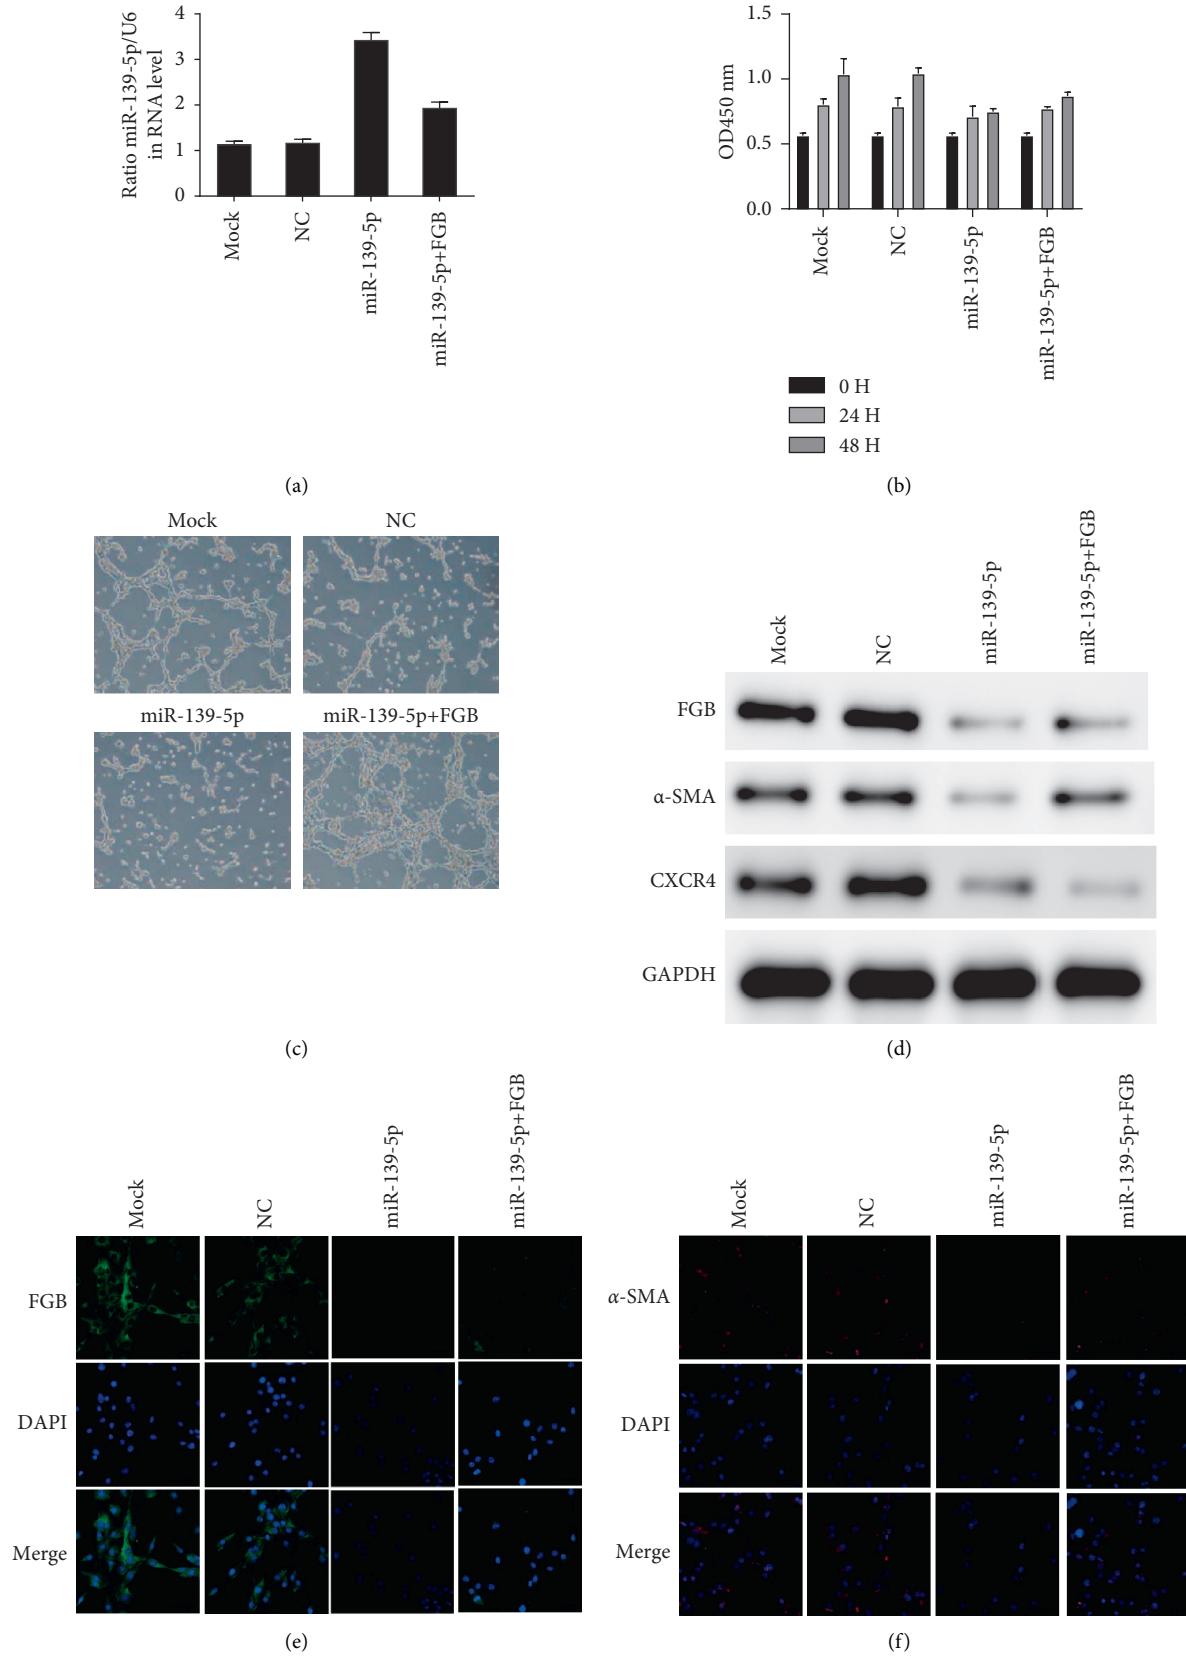 Ratio miR-139-5p/U6
in RNA level
4
3
2
1
0
Mock
NC
miR-139-5p
miR-139-5p+FGB
(a)
OD450 nm
1.5
1.0
0.5
0.0
Mock
NC
miR-139-5p
miR-139-5p+FGB
0 H
24 H
48 H
(b)
Mock
NC
miR-139-5p
miR-139-5p+FGB
(c)
Mock
NC
miR-139-5p
miR-139-5p+FGB
FGB
α-SMA
CXCR4
GAPDH
(d)
Mock
NC
miR-139-5p
miR-139-5p+FGB
FGB
DAPI
Merge
(e)
Mock
NC
miR-139-5p
miR-139-5p+FGB
α-SMA
DAPI
Merge
(f)